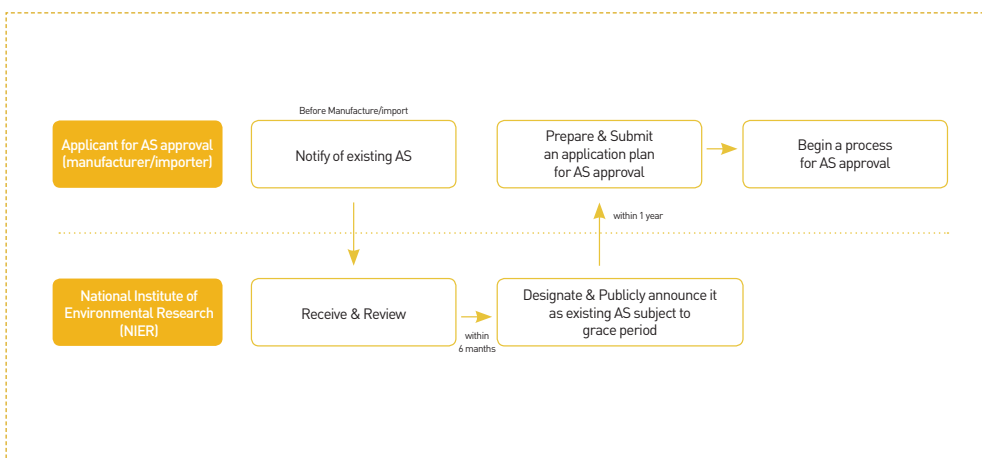 Before Manufacture/import
Applicant for AS approval
(manufacturer/importer)
Notify of existing AS
Prepare & Submit
an application plan
for AS approval
Begin a process
for AS approval
within 1 year
National Institute of
Environmental Research
(NIER)
Receive & Review
within
6 manths
Designate & Publicly announce it
as existing AS subject to
grace period